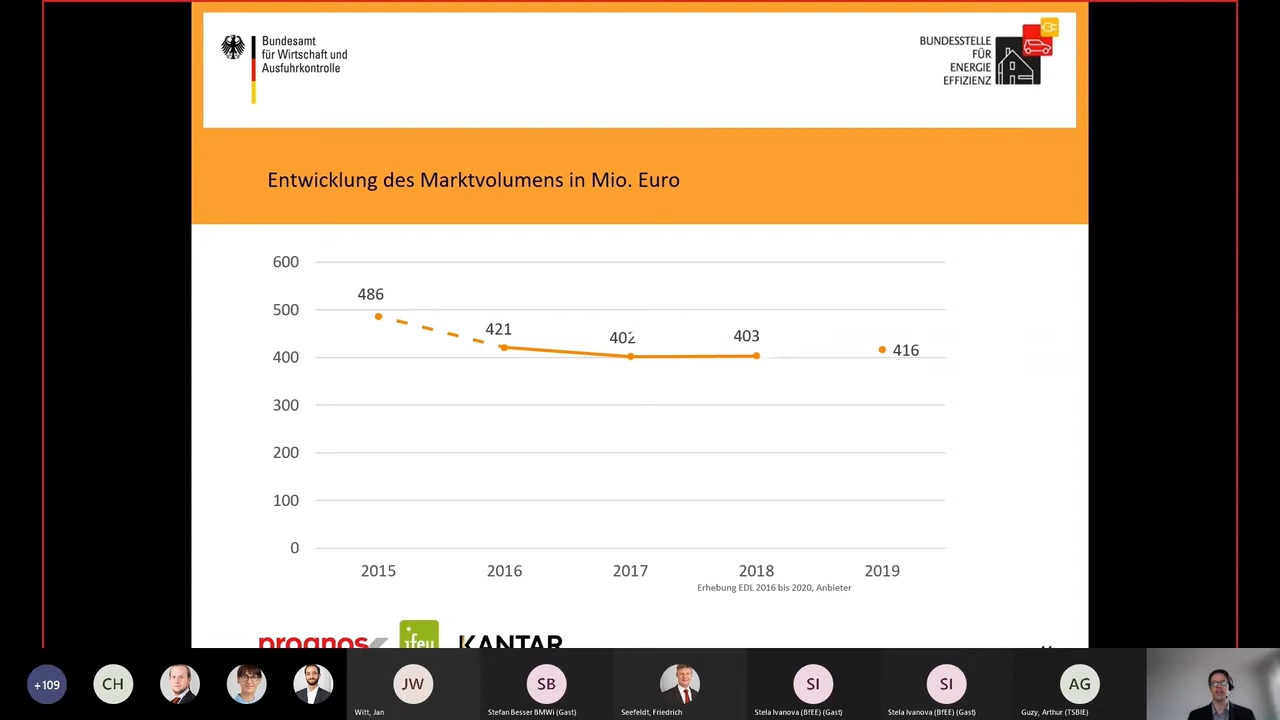 Bundesamt
für Wirtschaft und
Ausfuhrkontrolle
BUNDESSTELLE
FÜR
ENERGIE
EFFIZIENZ
Entwicklung des Marktvolumens in Mio. Euro
600
500
400
300
200
100
0
486
421
402
403
416
2015 2016 2017 2018 2019
Erhebung EDL 2016 bis 2020, Anbieter
prognos ifeu KANTAR
+109 CH JW SB SI SI AG
Witt, Jan Stefan Besser BMWi (Gast) Seefeldt, Friedrich Stela Ivanova (BfEE) (Gast) Stela Ivanova (BfEE) (Gast) Guzy, Arthur (TSBIE)